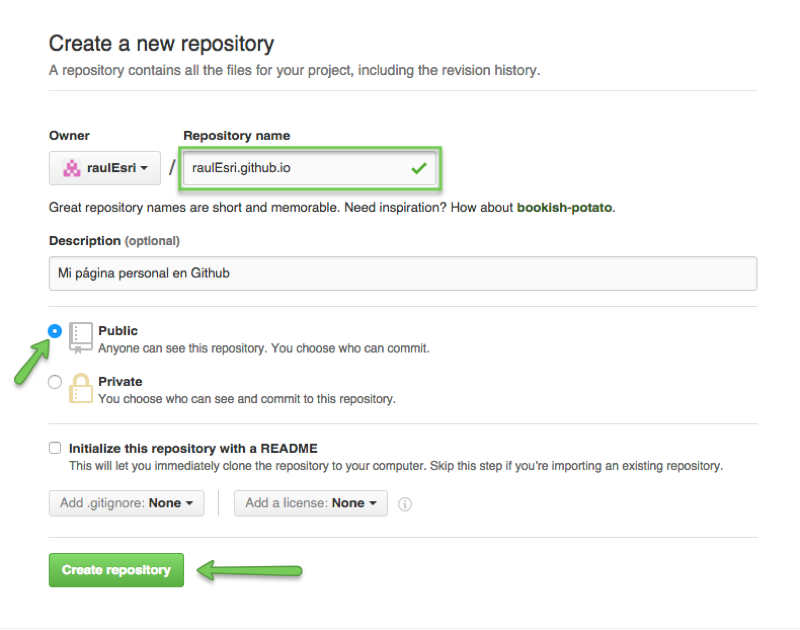 Create a new repository
A repository contains all the files for your project, including the revision history.
Owner
Repository name
raulEsri
/
raulEsri.github.io
Great repository names are short and memorable. Need inspiration? How about bookish-potato.
Description (optional)
Mi página personal en Github
Public
Anyone can see this repository. You choose who can commit.
Private
You choose who can see and commit to this repository.
Initialize this repository with a README
This will let you immediately clone the repository to your computer. Skip this step if you're importing an existing repository.
Add .gitignore: None
Add a license: None
Create repository